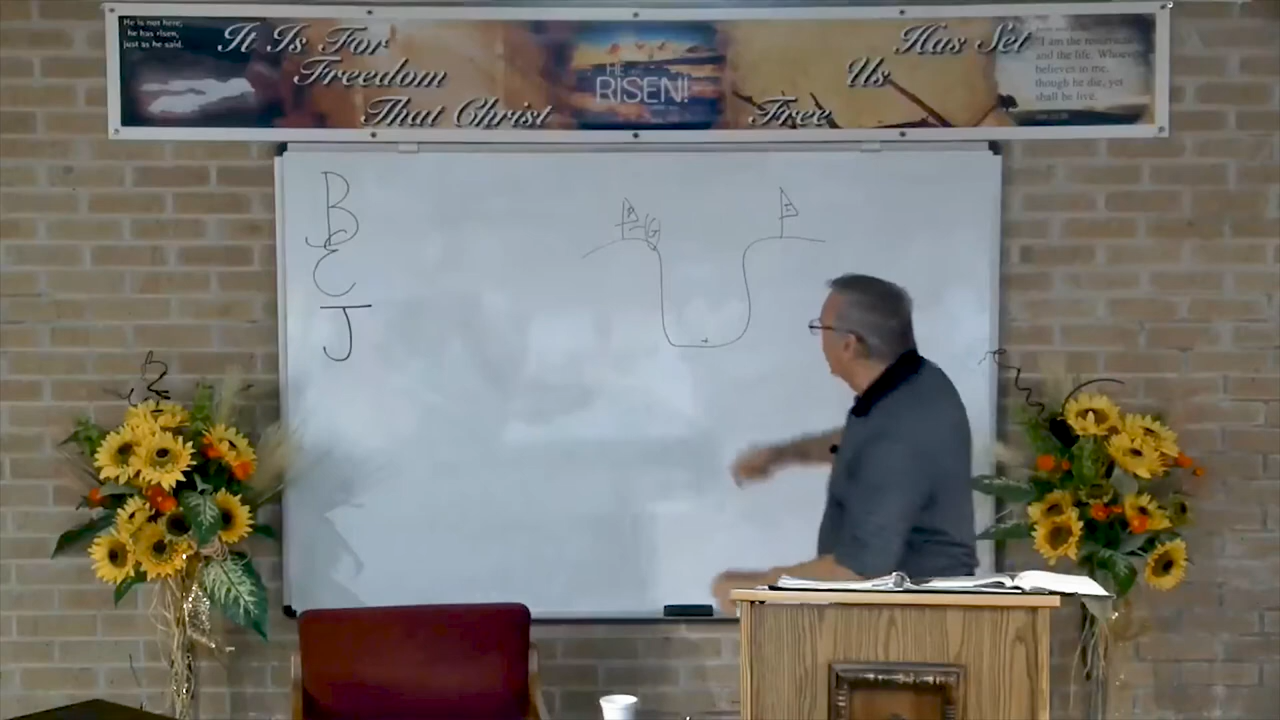 He is not here;
he has risen,
just as he said.
It Is For
Freedom
That Christ
HE
RISEN!
Has Set
Us
Free
"I am the resurrection
and the life. Whoever
believes in me,
though he die, yet
shall he live.
B
C
J